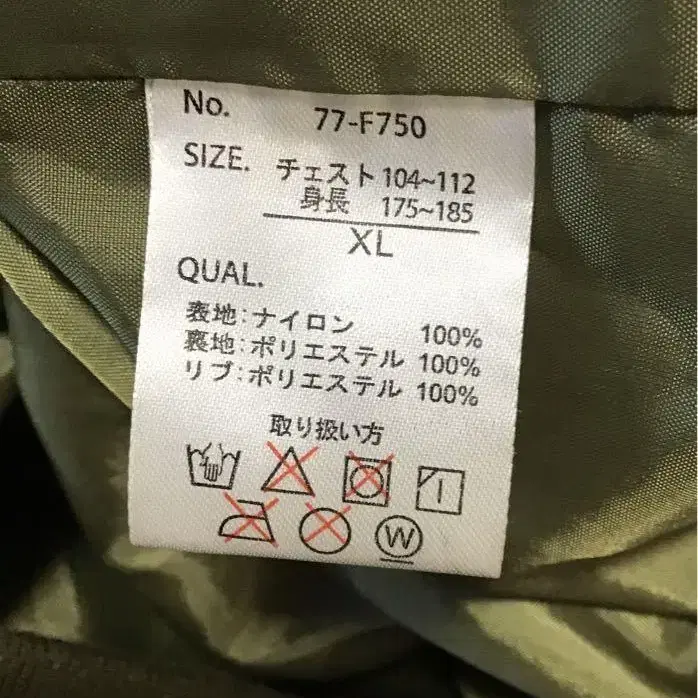 No. 77-F750
SIZE. チェスト 104~112
身長 175~185
XL
QUAL.
表地:ナイロン 100%
裏地:ポリエステル 100%
リブ:ポリエステル 100%
取り扱い方
W